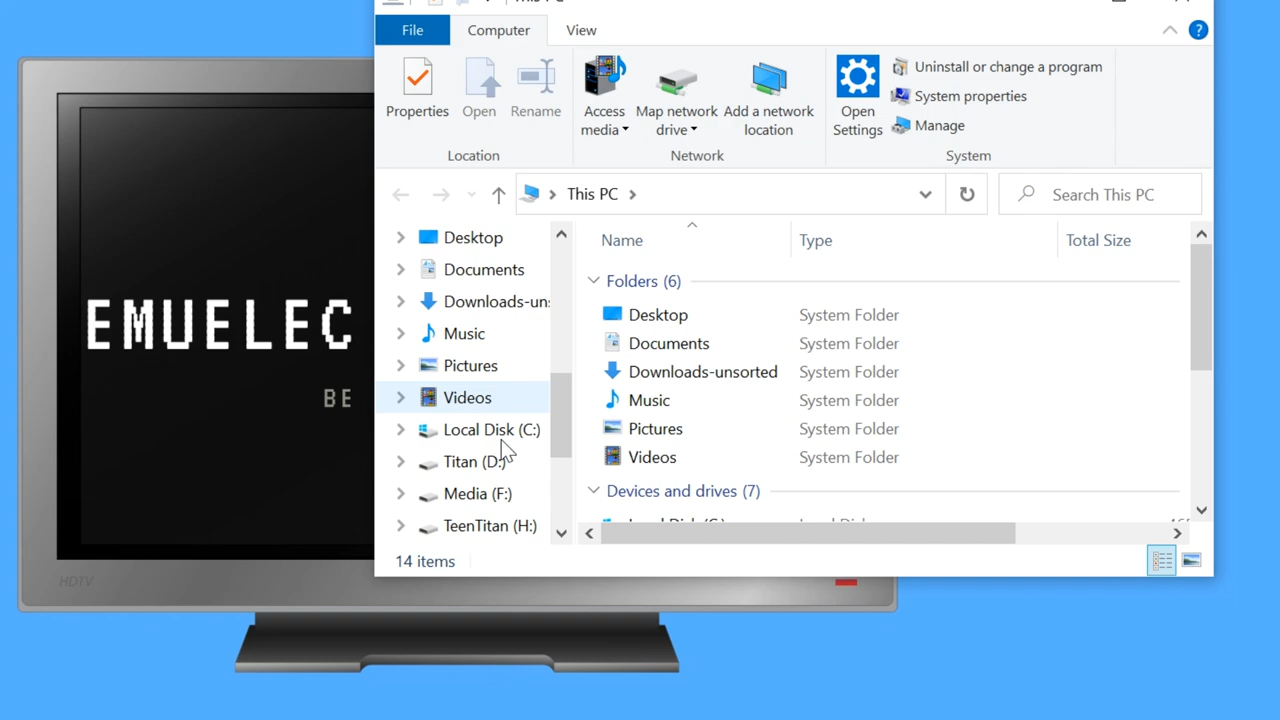 File
Computer
View
Properties
Open
Rename
Access media
Map network drive
Add a network location
Open Settings
Uninstall or change a program
System properties
Manage
Location
Network
System
This PC
Search This PC
Desktop
Documents
Downloads-uns
Music
Pictures
Videos
Local Disk (C:)
Titan (D:)
Media (F:)
TeenTitan (H:)
Name
Type
Total Size
Folders (6)
Desktop System Folder
Documents System Folder
Downloads-unsorted System Folder
Music System Folder
Pictures System Folder
Videos System Folder
Devices and drives (7)
14 items
EMUELEC
BE
HDTV